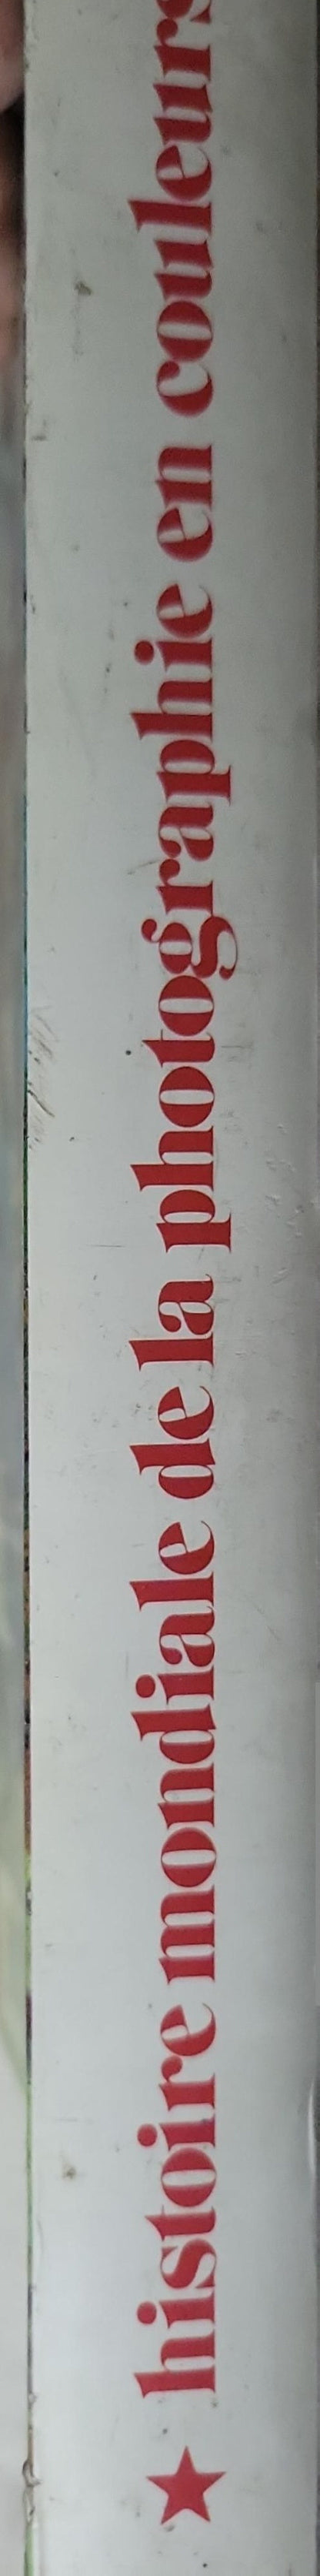 ★ histoire mondiale de la photographie en couleurs